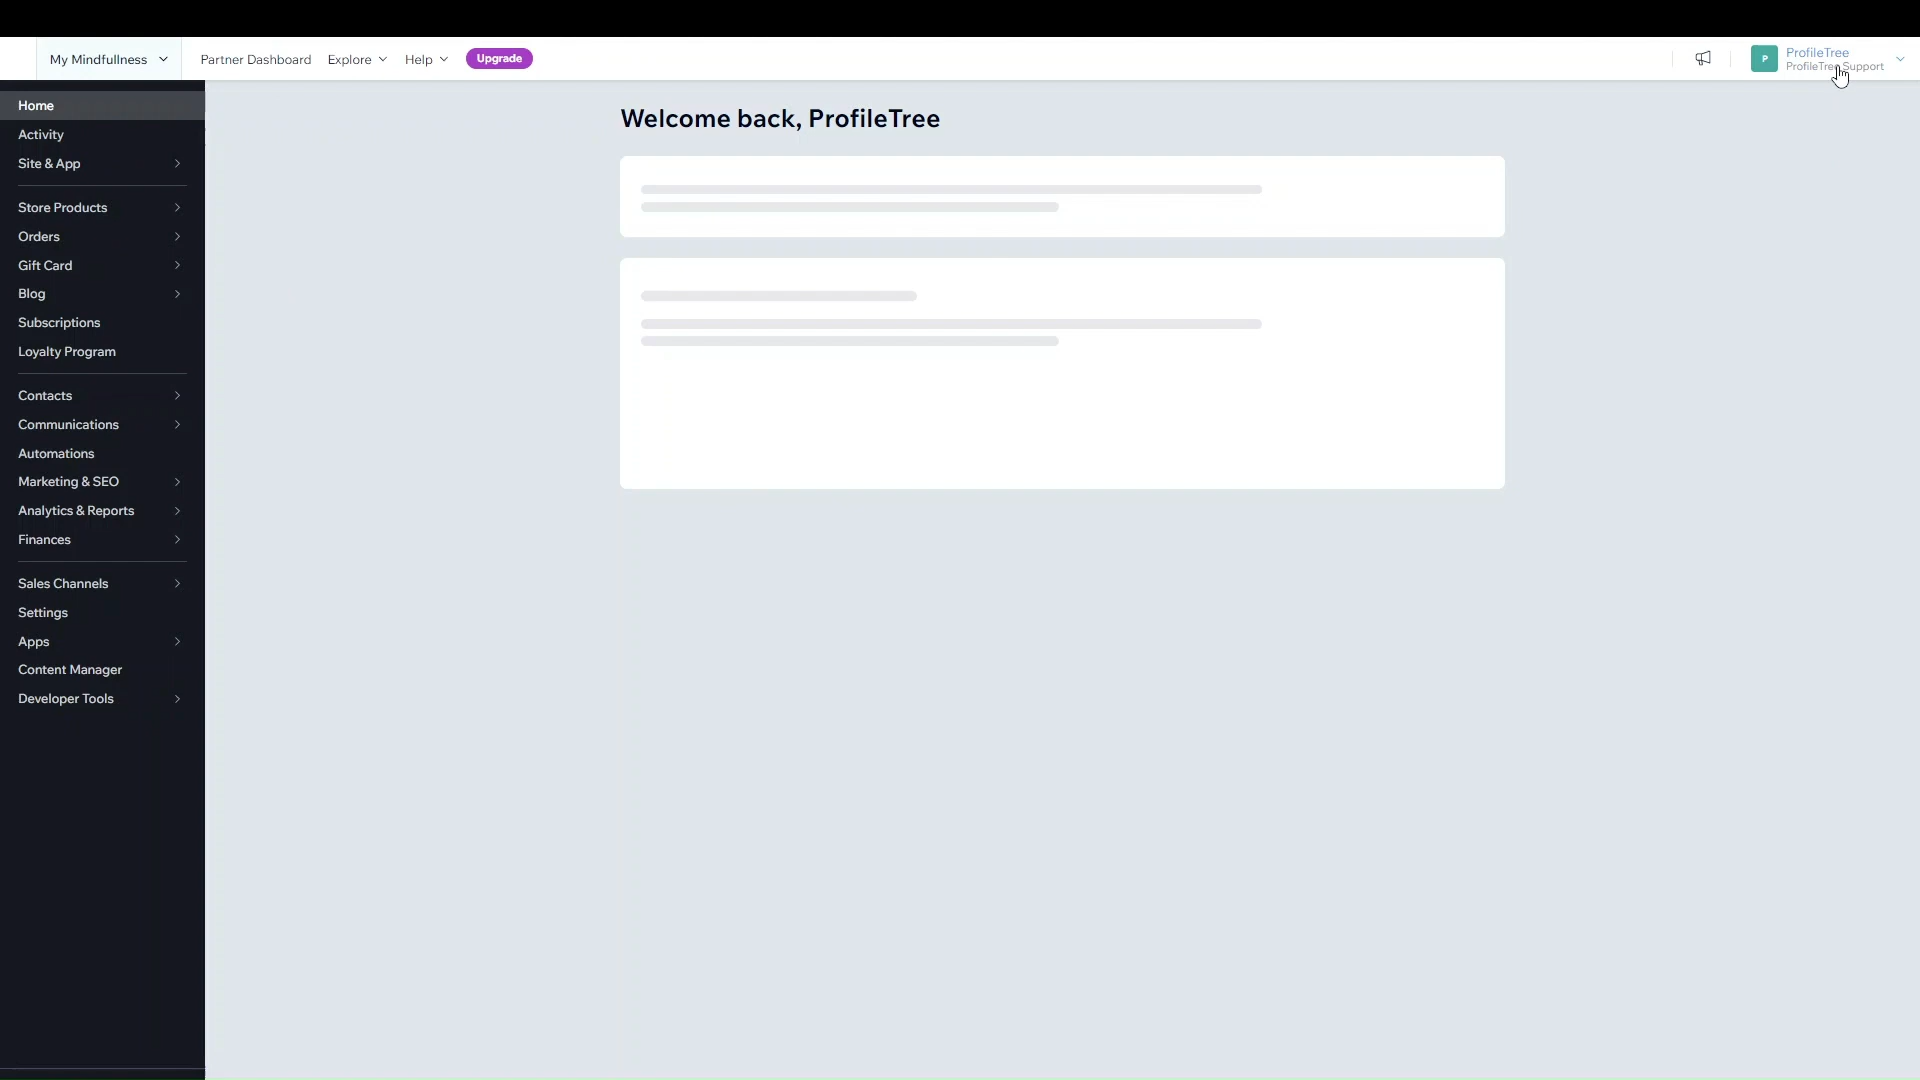 My Mindfullness
Partner Dashboard
Explore
Help
Upgrade
P
ProfileTree
ProfileTree Support
Home
Activity
Site & App
Store Products
Orders
Gift Card
Blog
Subscriptions
Loyalty Program
Contacts
Communications
Automations
Marketing & SEO
Analytics & Reports
Finances
Sales Channels
Settings
Apps
Content Manager
Developer Tools
Welcome back, ProfileTree